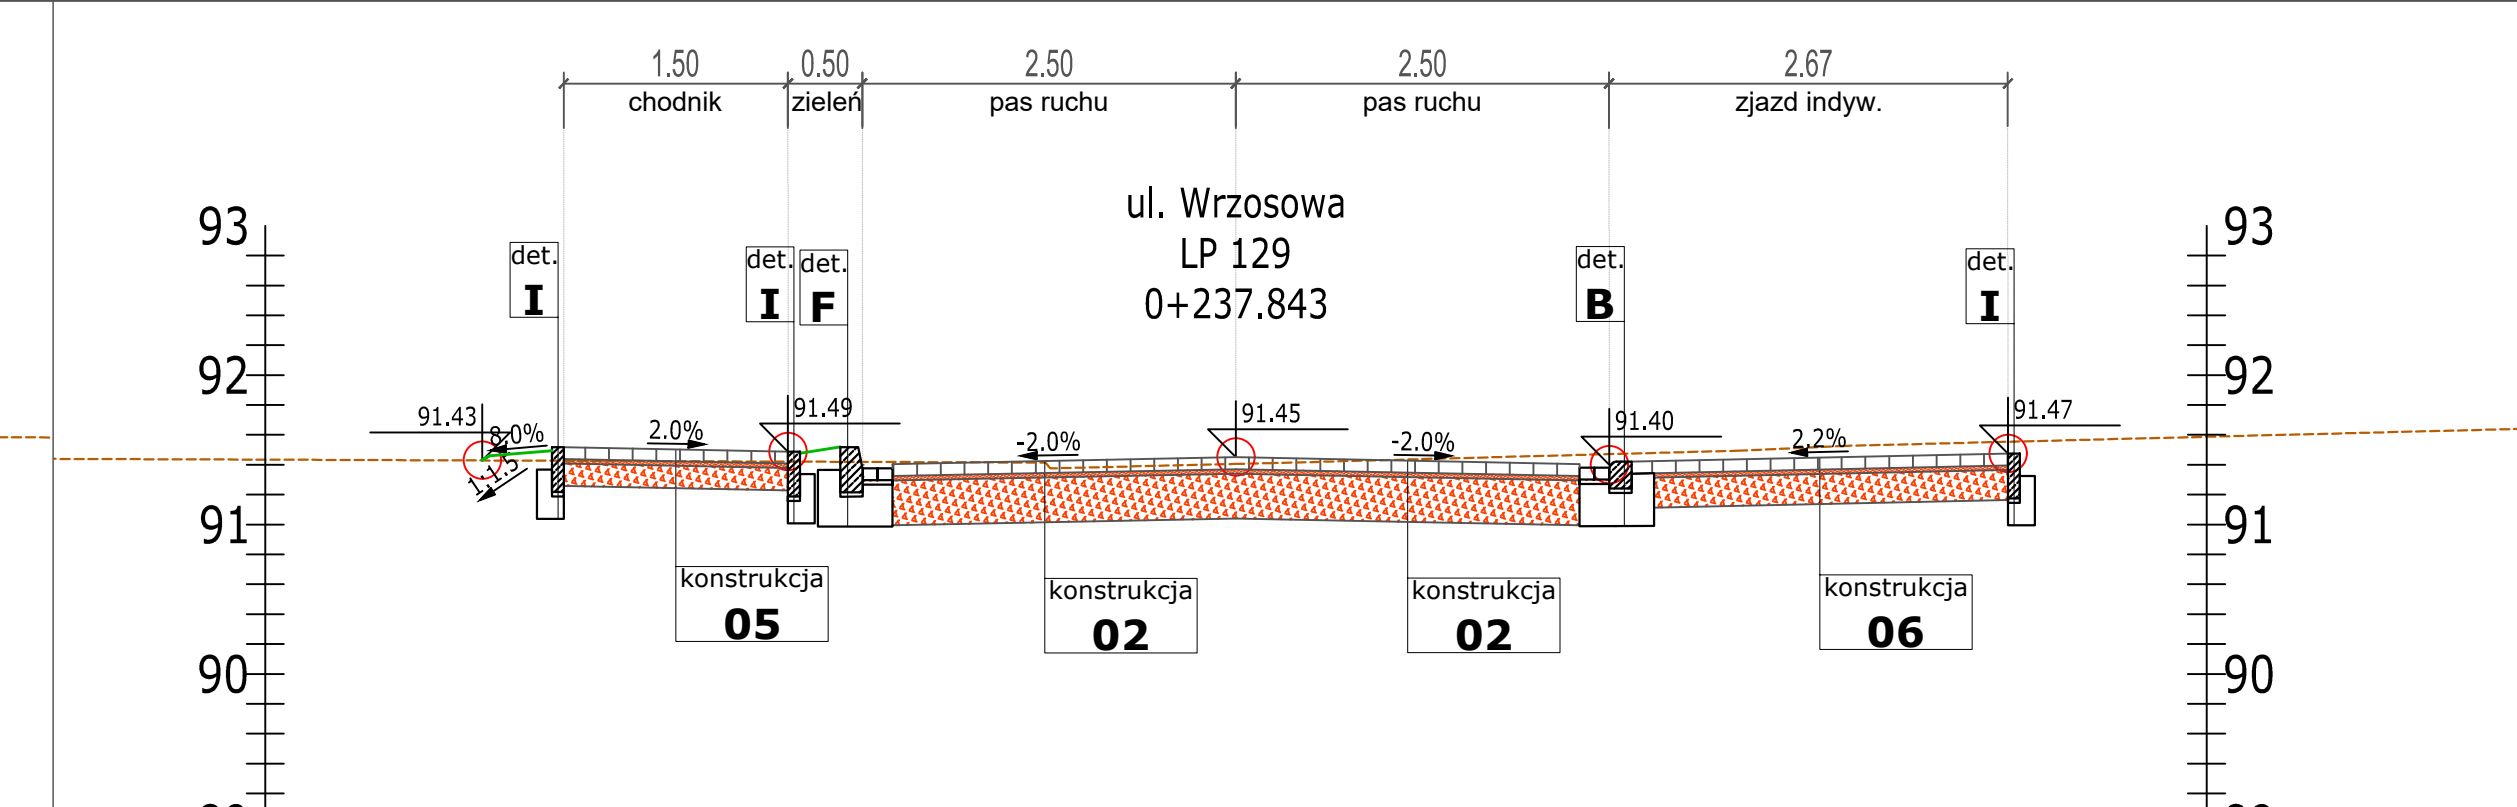 1.50 0.50 2.50 2.50 2.67
chodnik zieleń pas ruchu pas ruchu zjazd indyw.
ul. Wrzosowa
LP 129
0+237.843
93 93
det. det. det. det. det.
I I F B I
92 92
91.43 91.49 91.45 91.40 91.47
8.0% 2.0% -2.0% -2.0% 2.2%
1:1.5
91 91
konstrukcja konstrukcja konstrukcja konstrukcja
05 02 02 06
90 90